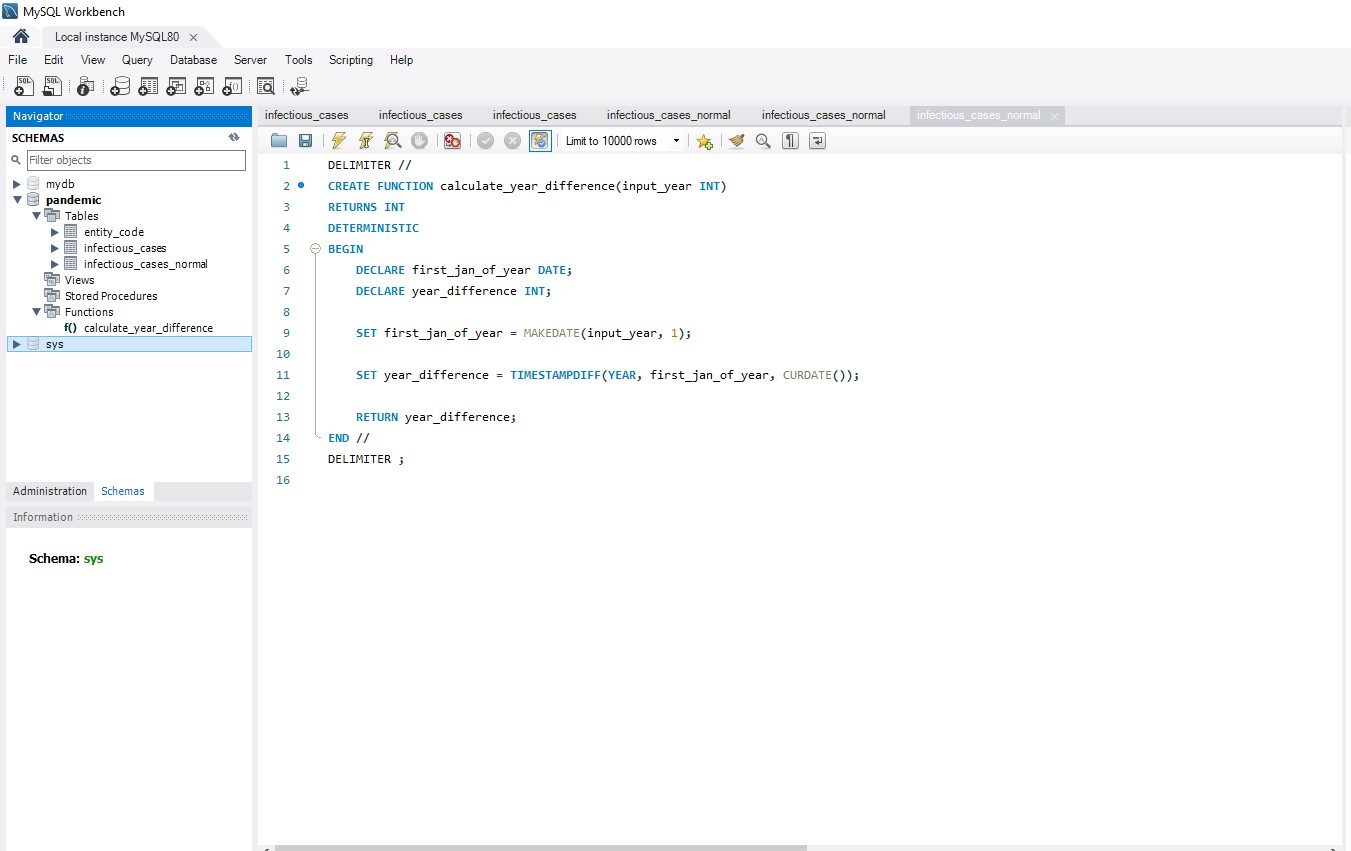 MySQL Workbench
Local instance MySQL80
File Edit View Query Database Server Tools Scripting Help
Navigator
SCHEMAS
Filter objects
mydb
pandemic
Tables
entity_code
infectious_cases
infectious_cases_normal
Views
Stored Procedures
Functions
f() calculate_year_difference
sys
Administration Schemas
Information
Schema: sys
infectious_cases infectious_cases infectious_cases infectious_cases_normal infectious_cases_normal infectious_cases_normal
Limit to 10000 rows
1 DELIMITER //
2 CREATE FUNCTION calculate_year_difference(input_year INT)
3 RETURNS INT
4 DETERMINISTIC
5 BEGIN
6 DECLARE first_jan_of_year DATE;
7 DECLARE year_difference INT;
8
9 SET first_jan_of_year = MAKEDATE(input_year, 1);
10
11 SET year_difference = TIMESTAMPDIFF(YEAR, first_jan_of_year, CURDATE());
12
13 RETURN year_difference;
14 END //
15 DELIMITER ;
16